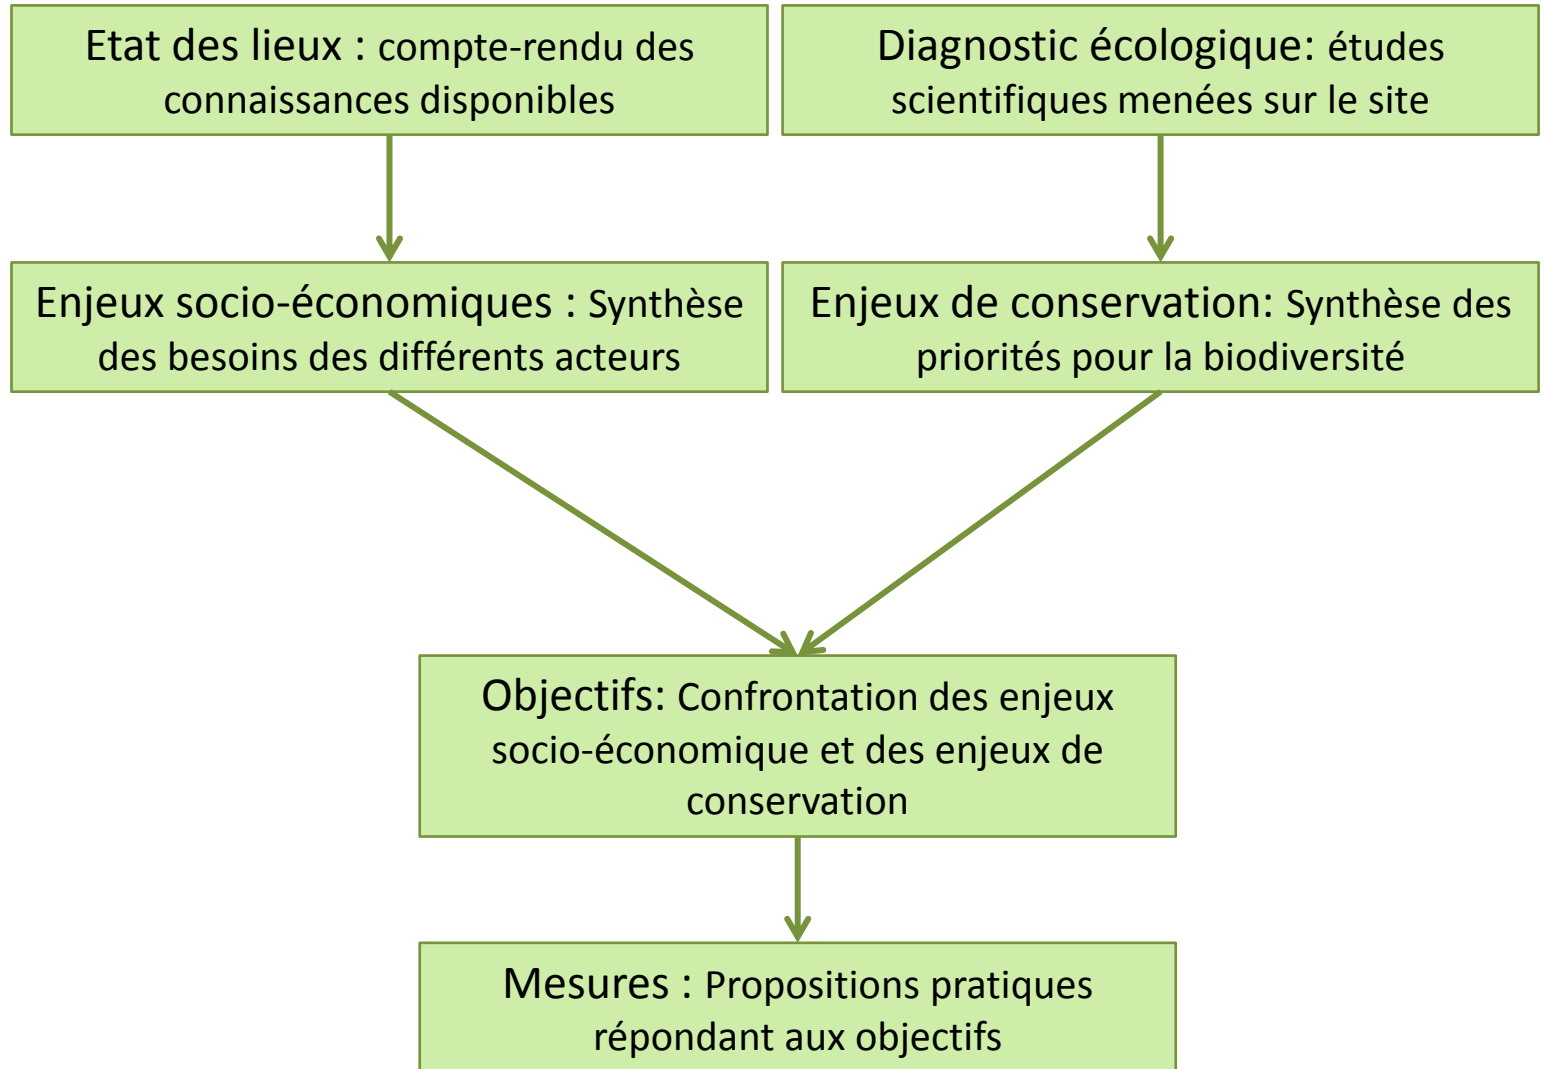 Etat des lieux : compte-rendu des
connaissances disponibles
Diagnostic écologique: études
scientifiques menées sur le site
Enjeux socio-économiques : Synthèse
des besoins des différents acteurs
Enjeux de conservation: Synthèse des
priorités pour la biodiversité
Objectifs: Confrontation des enjeux
socio-économique et des enjeux de
conservation
Mesures : Propositions pratiques
répondant aux objectifs